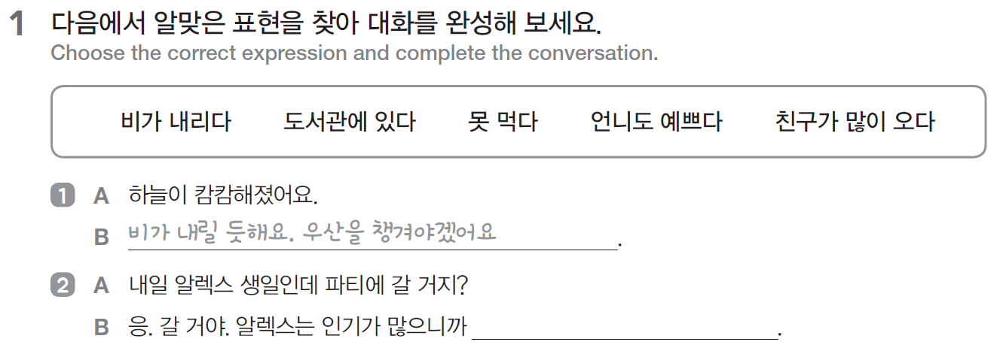 1 다음에서 알맞은 표현을 찾아 대화를 완성해 보세요.
Choose the correct expression and complete the conversation.
비가 내리다 도서관에 있다 못 먹다 언니도 예쁘다 친구가 많이 오다
1 A 하늘이 캄캄해졌어요.
B 비가 내릴 듯해요. 우산을 챙겨야겠어요.
2 A 내일 알렉스 생일인데 파티에 갈 거지?
B 응. 갈 거야. 알렉스는 인기가 많으니까 .